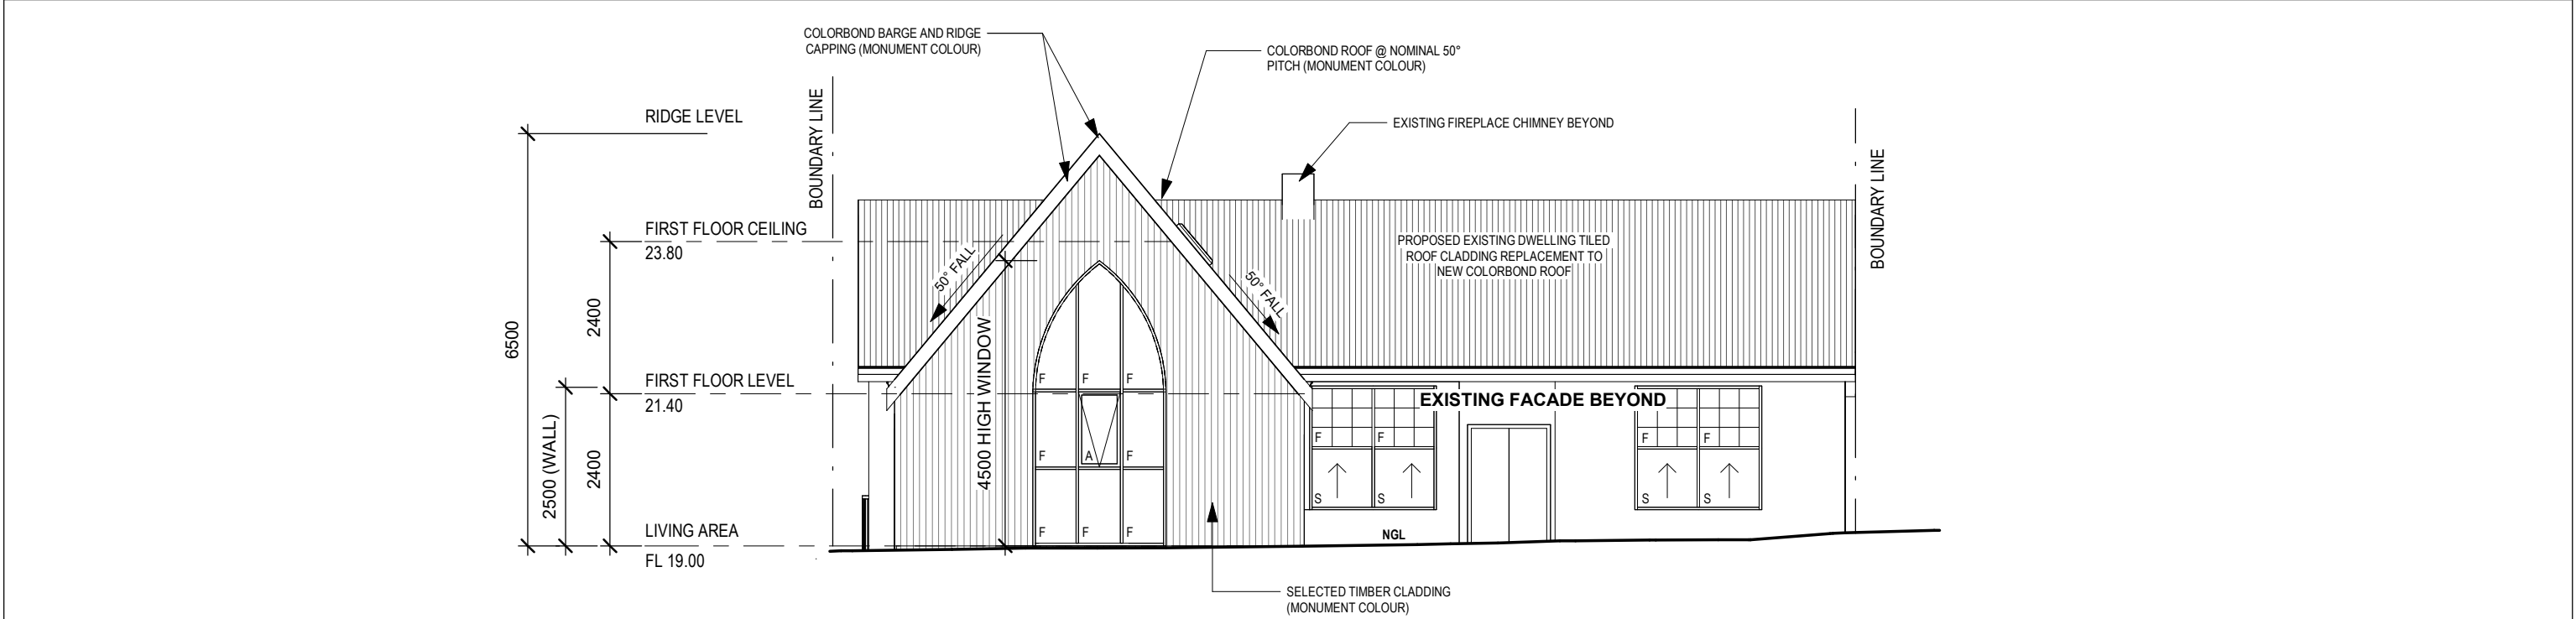 COLORBOND BARGE AND RIDGE
CAPPING (MONUMENT COLOUR)
COLORBOND ROOF @ NOMINAL 50°
PITCH (MONUMENT COLOUR)
EXISTING FIREPLACE CHIMNEY BEYOND
RIDGE LEVEL
BOUNDARY LINE
BOUNDARY LINE
FIRST FLOOR CEILING
23.80
PROPOSED EXISTING DWELLING TILED
ROOF CLADDING REPLACEMENT TO
NEW COLORBOND ROOF
50° FALL
50° FALL
6500
2400
4500 HIGH WINDOW
FIRST FLOOR LEVEL
21.40
F F F
EXISTING FACADE BEYOND
2500 (WALL)
2400
F A F
F F
F F
S S
S S
LIVING AREA
FL 19.00
F F F
NGL
SELECTED TIMBER CLADDING
(MONUMENT COLOUR)